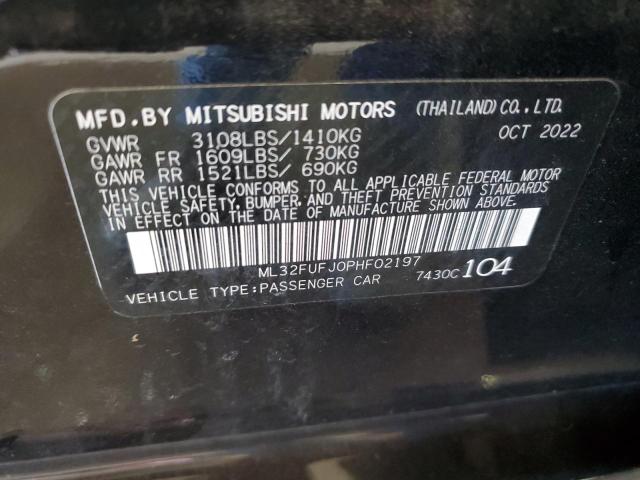 MFD.BY MITSUBISHI MOTORS (THAILAND) CO., LTD.
GVWR 3108LBS/1410KG OCT 2022
GAWR FR 1609LBS/ 730KG
GAWR RR 1521LBS/ 690KG
THIS VEHICLE CONFORMS TO ALL APPLICABLE FEDERAL MOTOR
VEHICLE SAFETY, BUMPER, AND THEFT PREVENTION STANDARDS
IN EFFECT ON THE DATE OF MANUFACTURE SHOWN ABOVE.
ML32FUFJ0PHF02197
VEHICLE TYPE:PASSENGER CAR 7430C 104